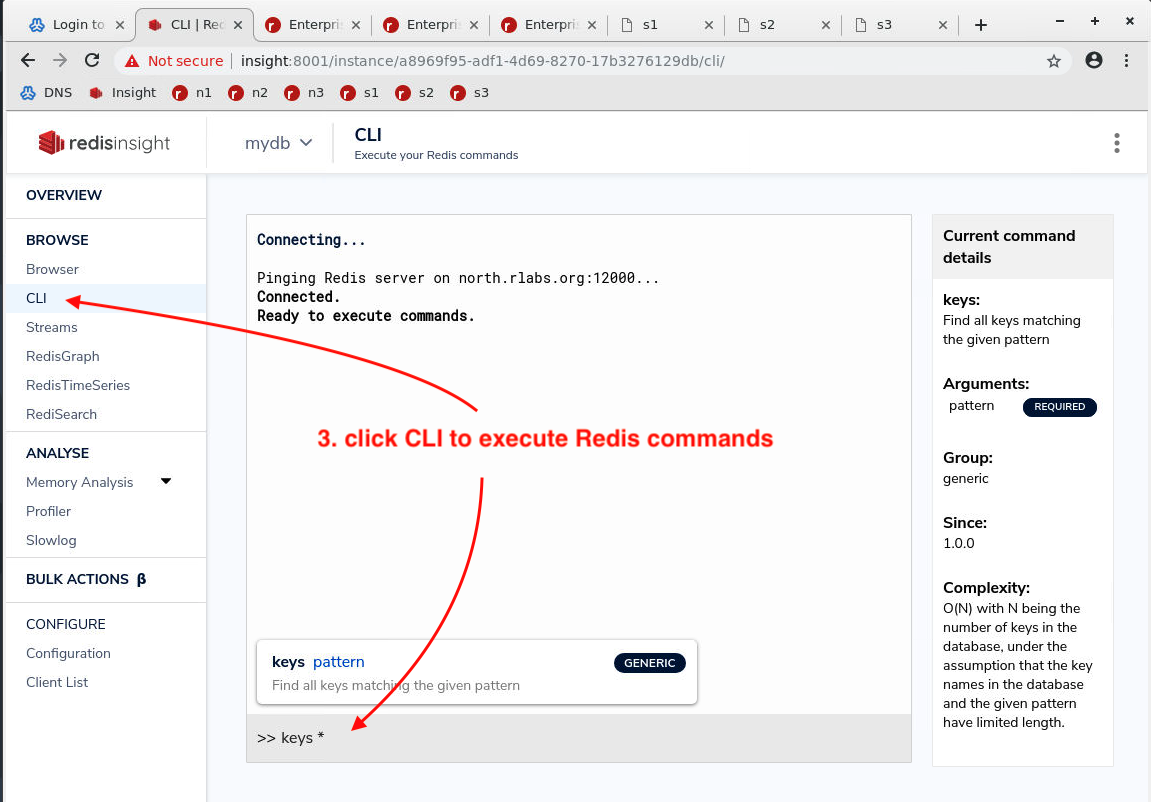 Login to
CLI | Red
Enterpris
Enterpris
Enterpris
s1
s2
s3
Not secure
insight:8001/instance/a8969f95-adf1-4d69-8270-17b3276129db/cli/
DNS
Insight
n1
n2
n3
s1
s2
s3
redisinsight
mydb
CLI
Execute your Redis commands
OVERVIEW
BROWSE
Browser
CLI
Streams
RedisGraph
RedisTimeSeries
RediSearch
ANALYSE
Memory Analysis
Profiler
Slowlog
BULK ACTIONS β
CONFIGURE
Configuration
Client List
Connecting...
Pinging Redis server on north.rlabs.org:12000...
Connected.
Ready to execute commands.
3. click CLI to execute Redis commands
keys pattern
GENERIC
Find all keys matching the given pattern
>> keys *
Current command
details
keys:
Find all keys matching
the given pattern
Arguments:
pattern
REQUIRED
Group:
generic
Since:
1.0.0
Complexity:
O(N) with N being the
number of keys in the
database, under the
assumption that the key
names in the database
and the given pattern
have limited length.